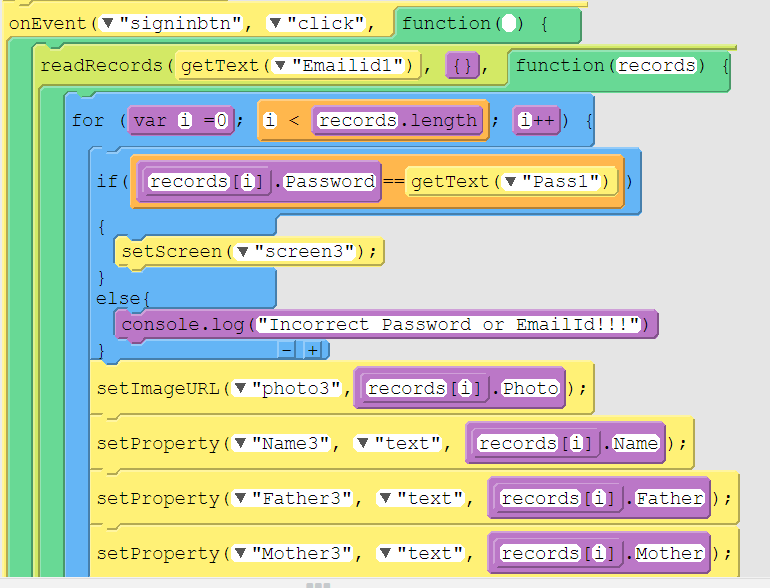 onEvent(▼"signinbtn", ▼"click", function( ) {
readRecords(getText(▼"Emailid1"), {}, function(records) {
for (var i =0; i < records.length; i++) {
if(records[i].Password==getText(▼"Pass1"))
{
setScreen(▼"screen3");
}
else{
console.log("Incorrect Password or EmailId!!!")
} - +
setImageURL(▼"photo3", records[i].Photo);
setProperty(▼"Name3", ▼"text", records[i].Name);
setProperty(▼"Father3", ▼"text", records[i].Father);
setProperty(▼"Mother3", ▼"text", records[i].Mother);